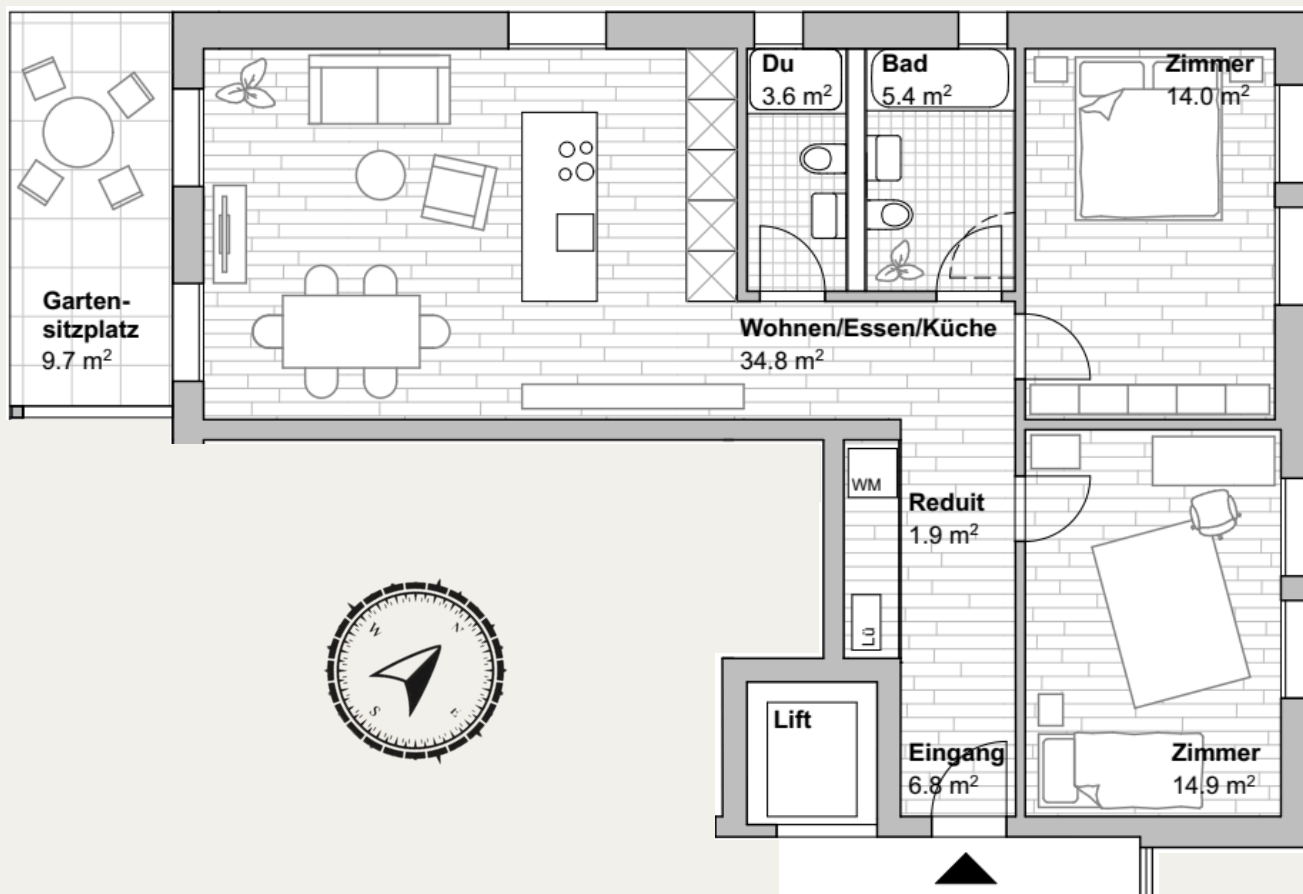 Du
3.6 m²
Bad
5.4 m²
Zimmer
14.0 m²
Garten-
sitzplatz
9.7 m²
Wohnen/Essen/Küche
34.8 m²
WM
Reduit
1.9 m²
Lü
W
N
S
E
Lift
Eingang
6.8 m²
Zimmer
14.9 m²